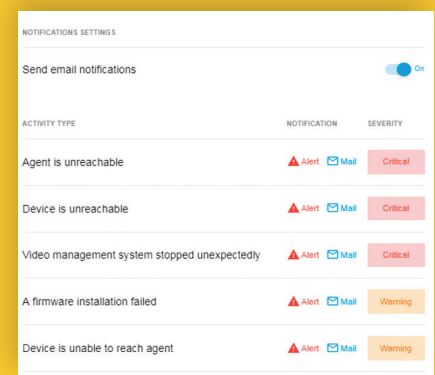 NOTIFICATIONS SETTINGS
Send email notifications On
ACTIVITY TYPE NOTIFICATION SEVERITY
Agent is unreachable Alert Mail Critical
Device is unreachable Alert Mail Critical
Video management system stopped unexpectedly Alert Mail Critical
A firmware installation failed Alert Mail Warning
Device is unable to reach agent Alert Mail Warning